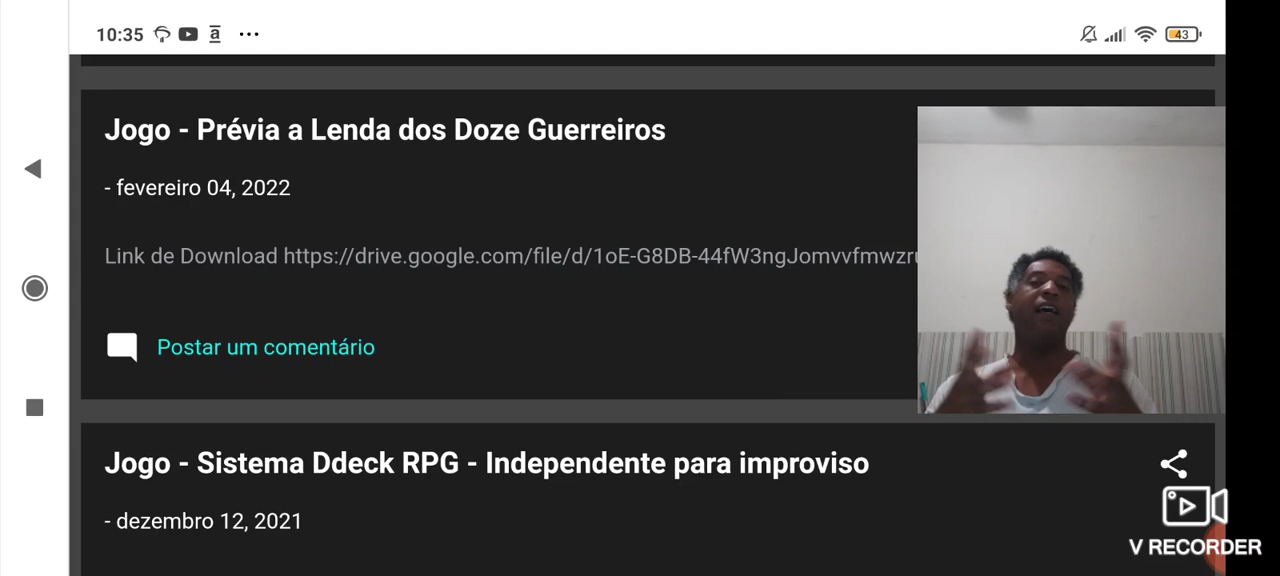 10:35 a ... 43
Jogo - Prévia a Lenda dos Doze Guerreiros
- fevereiro 04, 2022
Link de Download https://drive.google.com/file/d/1oE-G8DB-44fW3ngJomvvfmwzru
Postar um comentário
Jogo - Sistema Ddeck RPG - Independente para improviso
- dezembro 12, 2021
V RECORDER